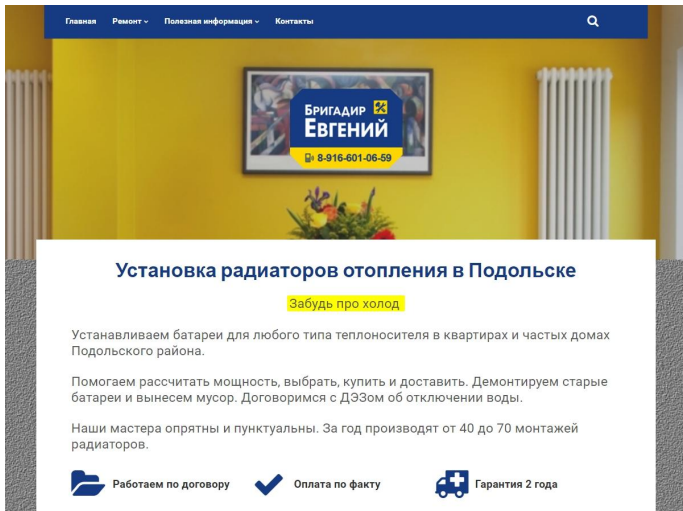 Главная Ремонт Полезная информация Контакты
Бригадир
Евгений
8-916-601-06-59
Установка радиаторов отопления в Подольске
Забудь про холод
Устанавливаем батареи для любого типа теплоносителя в квартирах и частых домах
Подольского района.
Помогаем рассчитать мощность, выбрать, купить и доставить. Демонтируем старые
батареи и вынесем мусор. Договоримся с ДЭЗом об отключении воды.
Наши мастера опрятны и пунктуальны. За год производят от 40 до 70 монтажей
радиаторов.
Работаем по договору Оплата по факту Гарантия 2 года